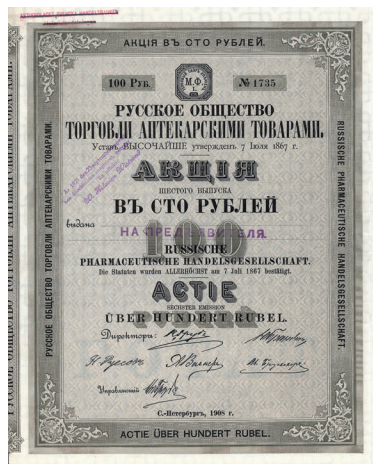 АКЦІЯ ВЪ СТО РУБЛЕЙ.
100 Руб.
М.Ф.
№ 1735
РУССКОЕ ОБЩЕСТВО
ТОРГОВЛИ АПТЕКАРСКИМИ ТОВАРАМИ.
Уставъ ВЫСОЧАЙШЕ утвержденъ 7 Іюля 1867 г.
АКЦІЯ
ШЕСТОГО ВЫПУСКА
ВЪ СТО РУБЛЕЙ
100
выдана
НА ПРЕДЪЯВИТЕЛЯ.
RUSSISCHE
PHARMACEUTISCHE HANDELSGESELLSCHAFT.
Die Statuten wurden ALLERHÖCHST am 7 Juli 1867 bestätigt.
ACTIE
SECHSTER EMISSION
ÜBER HUNDERT RUBEL.
Директоры:
Управляющій
С.-Петербургъ, 1908 г.
ACTIE ÜBER HUNDERT RUBEL.
РУССКОЕ ОБЩЕСТВО ТОРГОВЛИ АПТЕКАРСКИМИ ТОВАРАМИ.
RUSSISCHE PHARMACEUTISCHE HANDELSGESELLSCHAFT.